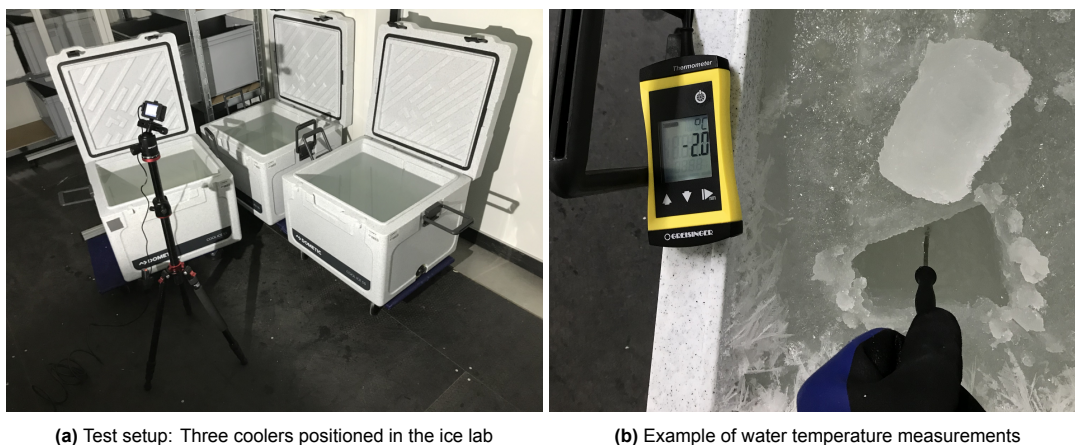 DOMETIC
DOMETIC
Thermometer
°C
-2.0
GREISINGER
(a) Test setup: Three coolers positioned in the ice lab
(b) Example of water temperature measurements